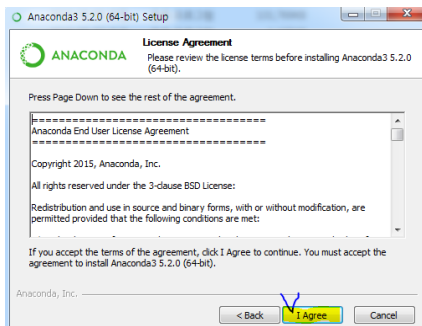 Anaconda3 5.2.0 (64-bit) Setup
ANACONDA
License Agreement
Please review the license terms before installing Anaconda3 5.2.0
(64-bit).
Press Page Down to see the rest of the agreement.
===================================
Anaconda End User License Agreement
===================================
Copyright 2015, Anaconda, Inc.
All rights reserved under the 3-clause BSD License:
Redistribution and use in source and binary forms, with or without modification, are
permitted provided that the following conditions are met:
If you accept the terms of the agreement, click I Agree to continue. You must accept the
agreement to install Anaconda3 5.2.0 (64-bit).
Anaconda, Inc.
< Back
I Agree
Cancel